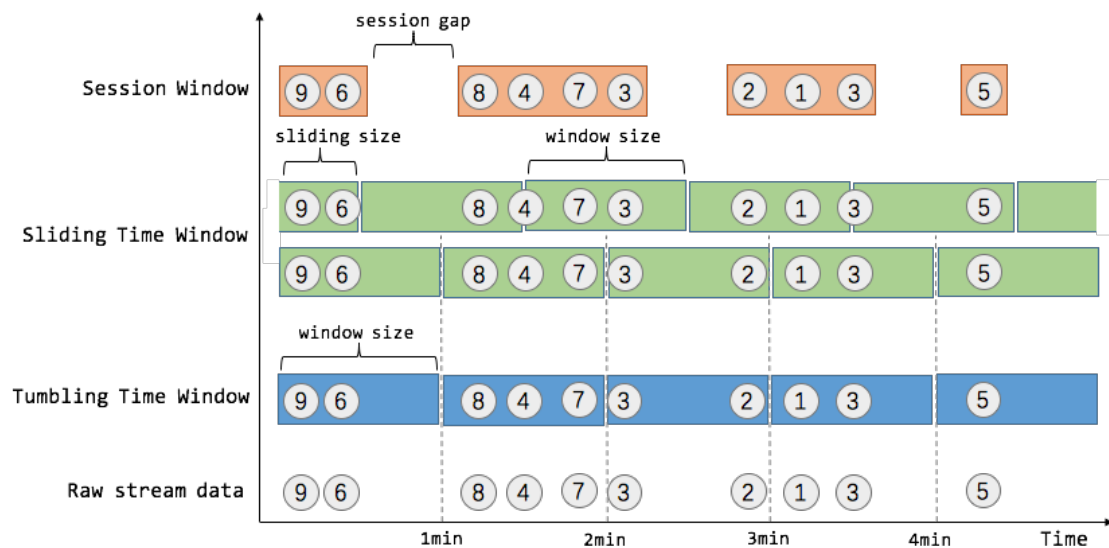 session gap
Session Window 9 6 8 4 7 3 2 1 3 5
sliding size window size
9 6 8 4 7 3 2 1 3 5
Sliding Time Window
9 6 8 4 7 3 2 1 3 5
window size
Tumbling Time Window 9 6 8 4 7 3 2 1 3 5
Raw stream data 9 6 8 4 7 3 2 1 3 5
1min 2min 3min 4min Time